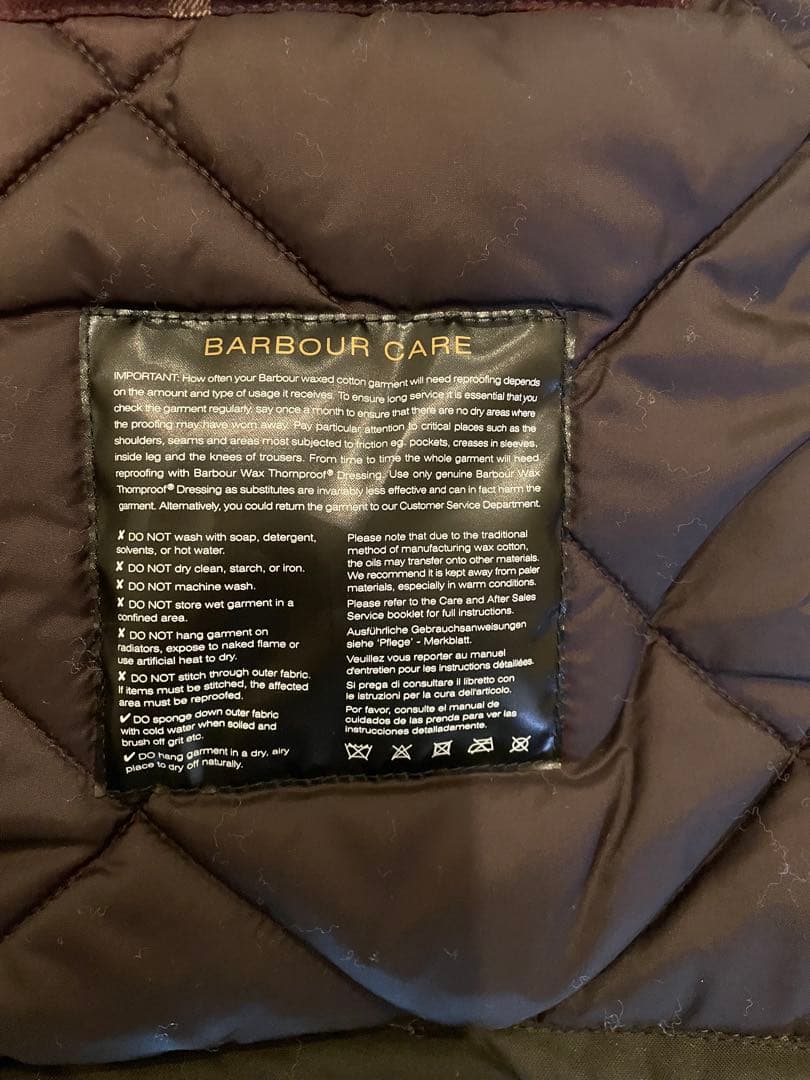 BARBOUR CARE
IMPORTANT: How often your Barbour waxed cotton garment will need reproofing depends
on the amount and type of usage it receives. To ensure long service it is essential that you
check the garment regularly, say once a month to ensure that there are no dry areas where
the proofing may have worn away. Pay particular attention to critical places such as the
shoulders, seams and areas most subjected to friction eg. pockets, creases in sleeves,
inside leg and the knees of trousers. From time to time the whole garment will need
reproofing with Barbour Wax Thornproof® Dressing. Use only genuine Barbour Wax
Thornproof® Dressing as substitutes are invariably less effective and can in fact harm the
garment. Alternatively, you could return the garment to our Customer Service Department.
✗ DO NOT wash with soap, detergent,
solvents, or hot water.
✗ DO NOT dry clean, starch, or iron.
✗ DO NOT machine wash.
✗ DO NOT store wet garment in a
confined area.
✗ DO NOT hang garment on
radiators, expose to naked flame or
use artificial heat to dry.
✗ DO NOT stitch through outer fabric.
If items must be stitched, the affected
area must be reproofed.
✔ DO sponge down outer fabric
with cold water when soiled and
brush off grit etc.
✔ DO hang garment in a dry, airy
place to dry off naturally.
Please note that due to the traditional
method of manufacturing wax cotton,
the oils may transfer onto other materials.
We recommend it is kept away from paler
materials, especially in warm conditions.
Please refer to the Care and After Sales
Service booklet for full instructions.
Ausführliche Gebrauchsanweisungen
siehe 'Pflege' - Merkblatt.
Veuillez vous reporter au manuel
d'entretien pour les instructions détaillées.
Si prega di consultare il libretto con
le istruzioni per la cura dell'articolo.
Por favor, consulte el manual de
cuidados de las prenda para ver las
instrucciones detalladamente.